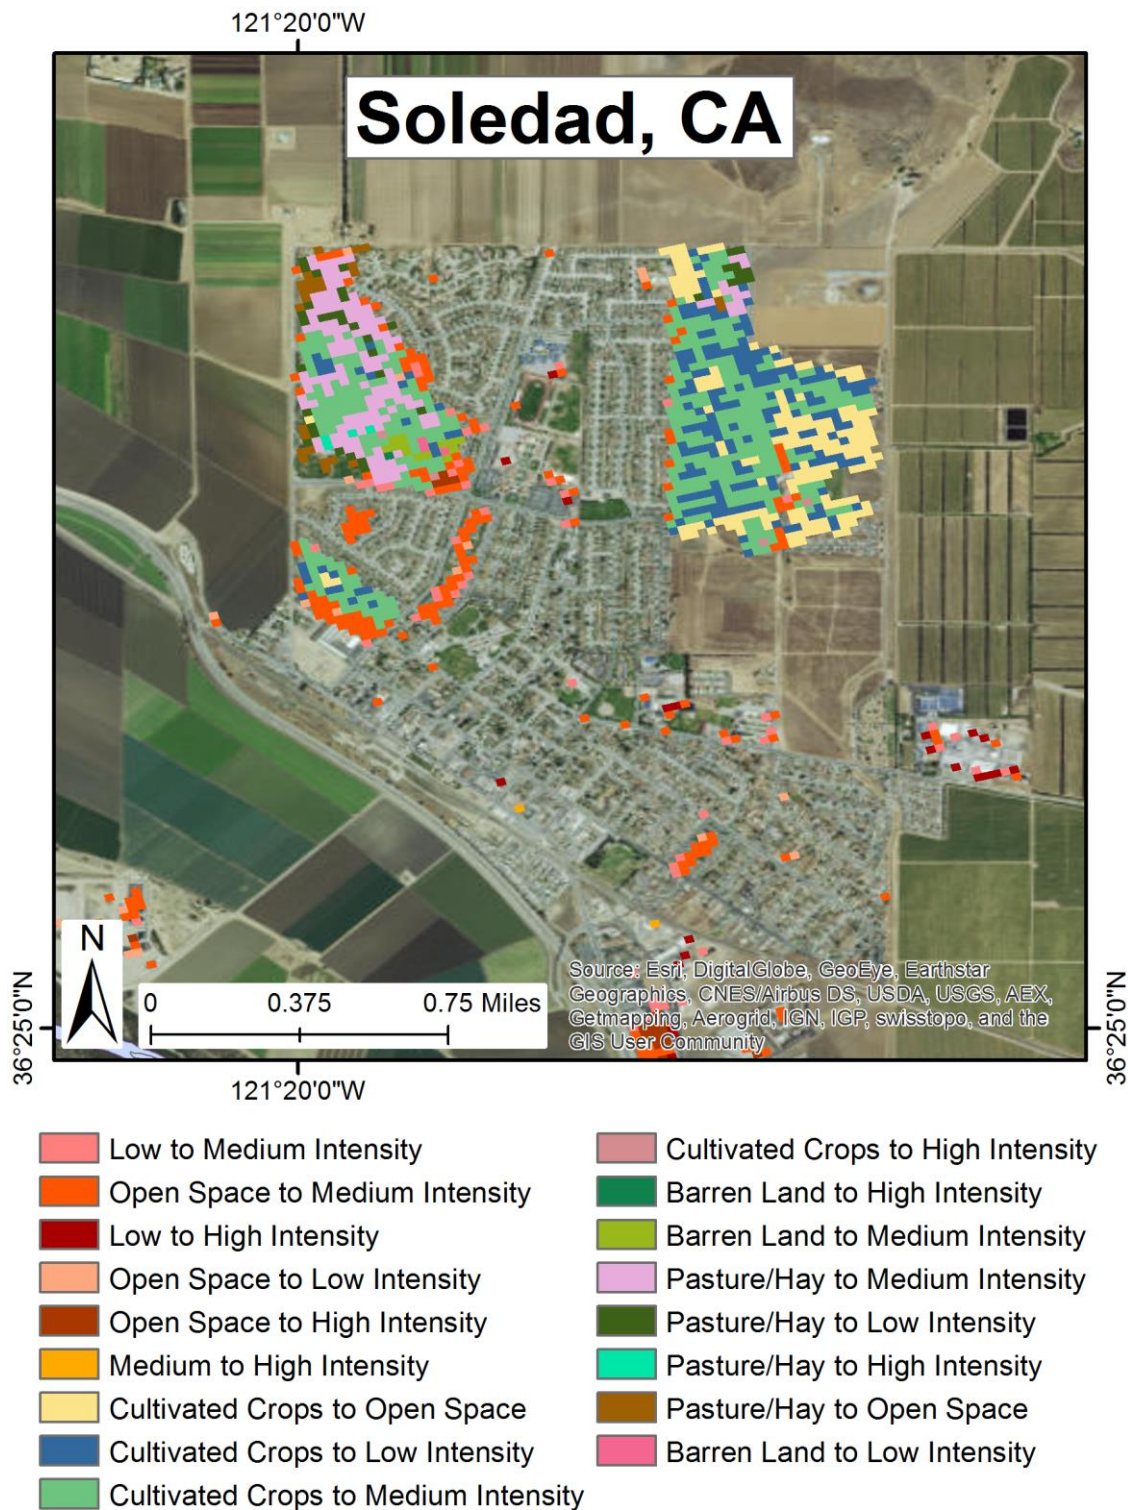 121°20'0"W
Soledad, CA
N
0 0.375 0.75 Miles
Source: Esri, DigitalGlobe, GeoEye, Earthstar
Geographics, CNES/Airbus DS, USDA, USGS, AEX,
Getmapping, Aerogrid, IGN, IGP, swisstopo, and the
GIS User Community
36°25'0"N
36°25'0"N
121°20'0"W
Low to Medium Intensity
Open Space to Medium Intensity
Low to High Intensity
Open Space to Low Intensity
Open Space to High Intensity
Medium to High Intensity
Cultivated Crops to Open Space
Cultivated Crops to Low Intensity
Cultivated Crops to Medium Intensity
Cultivated Crops to High Intensity
Barren Land to High Intensity
Barren Land to Medium Intensity
Pasture/Hay to Medium Intensity
Pasture/Hay to Low Intensity
Pasture/Hay to High Intensity
Pasture/Hay to Open Space
Barren Land to Low Intensity